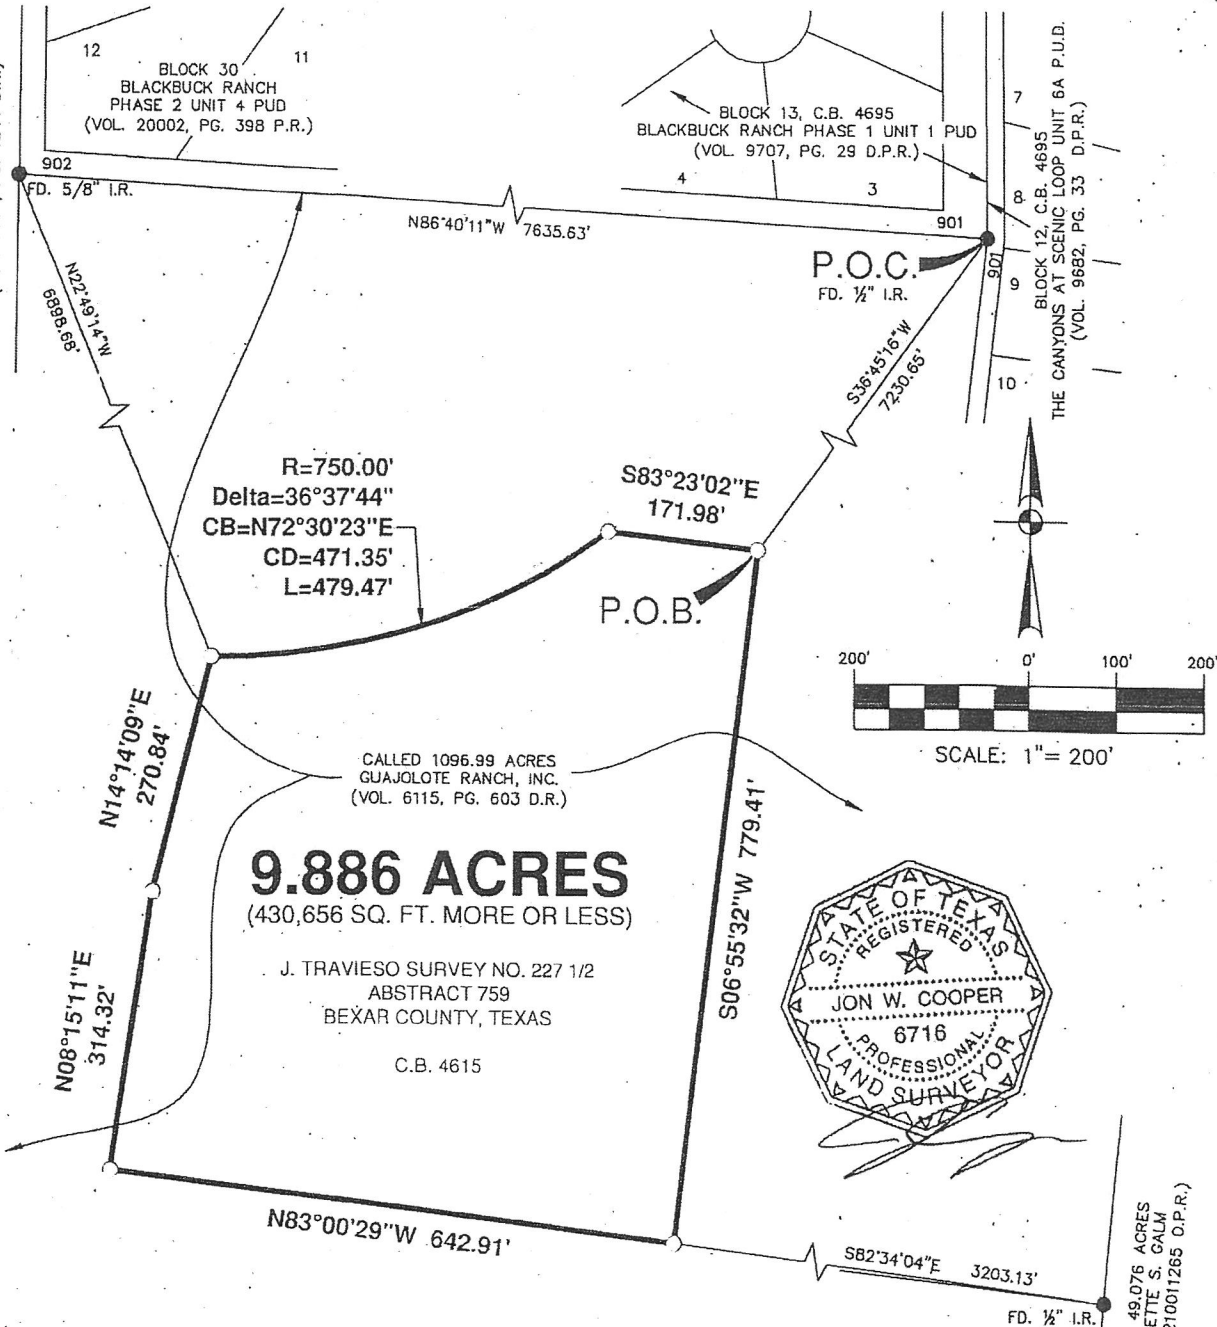 12
11
BLOCK 30
BLACKBUCK RANCH
PHASE 2 UNIT 4 PUD
(VOL. 20002, PG. 398 P.R.)
902
FD. 5/8" I.R.
BLOCK 13, C.B. 4695
BLACKBUCK RANCH PHASE 1 UNIT 1 PUD
(VOL. 9707, PG. 29 D.P.R.)
4
3
901
N86°40'11"W 7635.63'
P.O.C.
FD. ½" I.R.
7
8
901
9
10
BLOCK 12, C.B. 4695
THE CANYONS AT SCENIC LOOP UNIT 6A P.U.D.
(VOL. 9682, PG. 33 D.P.R.)
N22°49'14"W
6898.68'
S36°45'16"W
7230.65'
R=750.00'
Delta=36°37'44"
CB=N72°30'23"E
CD=471.35'
L=479.47'
S83°23'02"E
171.98'
P.O.B.
200'
0'
100'
200'
SCALE: 1"= 200'
N14°14'09"E
270.84'
CALLED 1096.99 ACRES
GUAJOLOTE RANCH, INC.
(VOL. 6115, PG. 603 D.R.)
9.886 ACRES
(430,656 SQ. FT. MORE OR LESS)
J. TRAVIESO SURVEY NO. 227 1/2
ABSTRACT 759
BEXAR COUNTY, TEXAS
C.B. 4615
S06°55'32"W 779.41'
N08°15'11"E
314.32'
STATE OF TEXAS
REGISTERED
JON W. COOPER
6716
PROFESSIONAL
LAND SURVEYOR
N83°00'29"W 642.91'
S82°34'04"E 3203.13'
FD. ½" I.R.
49.076 ACRES
ETTE S. GALM
210011265 D.P.R.)